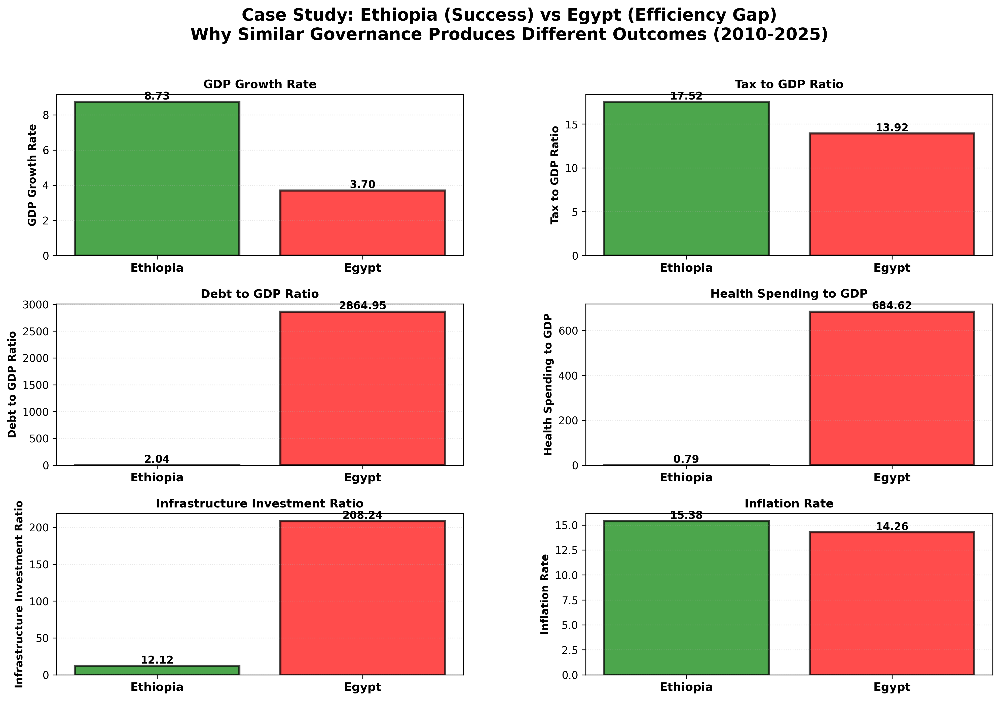 Case Study: Ethiopia (Success) vs Egypt (Efficiency Gap)
Why Similar Governance Produces Different Outcomes (2010-2025)
GDP Growth Rate
GDP Growth Rate
8
6
4
2
0
8.73
3.70
Ethiopia
Egypt
Tax to GDP Ratio
Tax to GDP Ratio
15
10
5
0
17.52
13.92
Ethiopia
Egypt
Debt to GDP Ratio
Debt to GDP Ratio
3000
2500
2000
1500
1000
500
0
2.04
2864.95
Ethiopia
Egypt
Health Spending to GDP
Health Spending to GDP
600
400
200
0
0.79
684.62
Ethiopia
Egypt
Infrastructure Investment Ratio
Infrastructure Investment Ratio
200
150
100
50
0
12.12
208.24
Ethiopia
Egypt
Inflation Rate
Inflation Rate
15.0
12.5
10.0
7.5
5.0
2.5
0.0
15.38
14.26
Ethiopia
Egypt